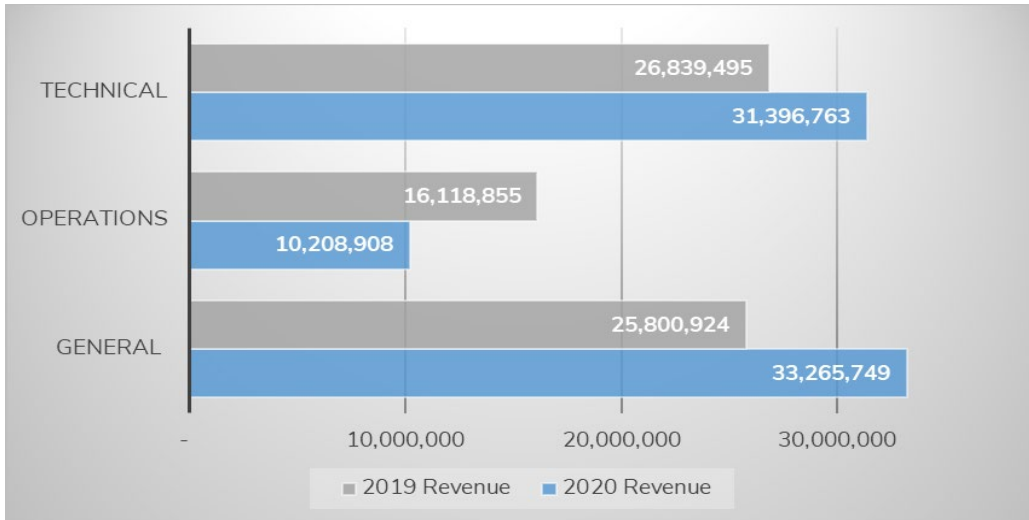 TECHNICAL
26,839,495
31,396,763
OPERATIONS
16,118,855
10,208,908
GENERAL
25,800,924
33,265,749
- 10,000,000 20,000,000 30,000,000
2019 Revenue 2020 Revenue